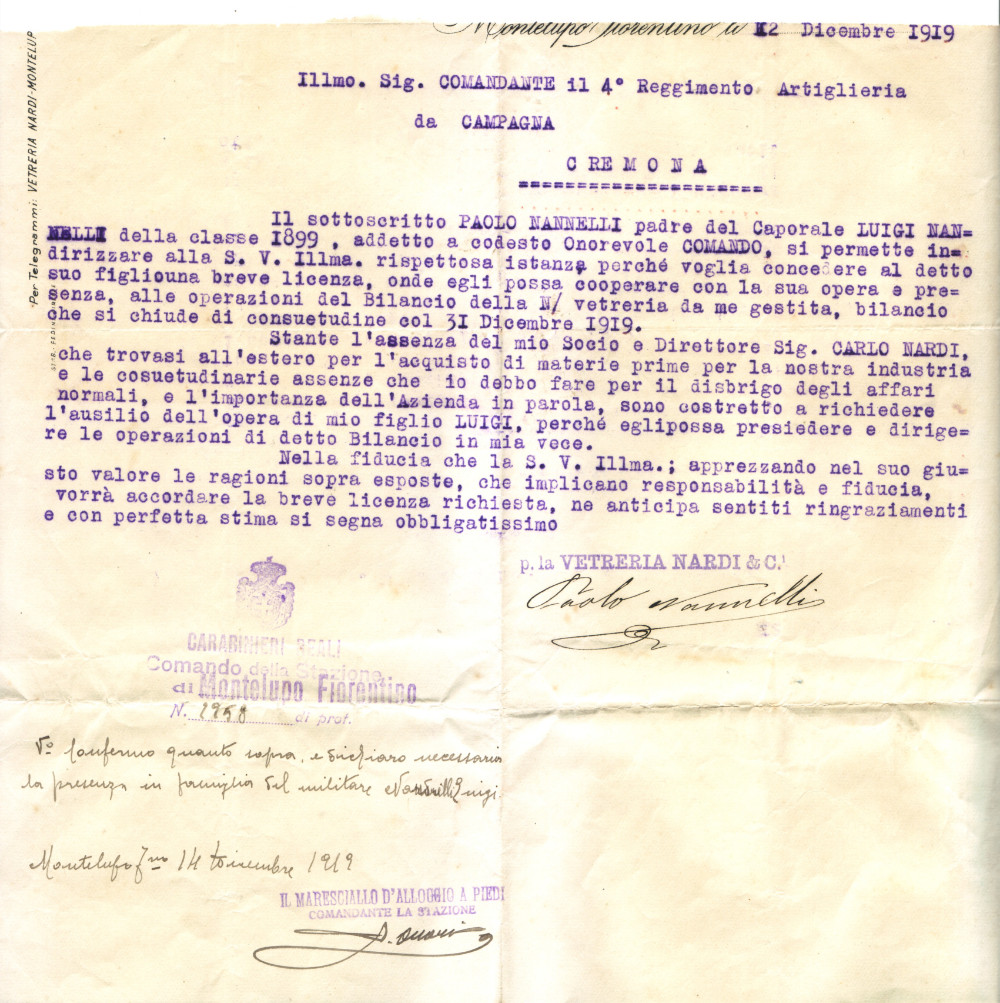 Montelupo Fiorentino li 12 Dicembre 1919
Per Telegrammi: VETRERIA NARDI-MONTELUP
Illmo. Sig. COMANDANTE il 4° Reggimento Artiglieria
da CAMPAGNA
C RE M O N A
=====================
Il sottoscritto PAOLO NANNELLI padre del Caporale LUIGI NAN=
NELLI della classe 1899 , addetto a codesto Onorevole COMANDO, si permette in=
dirizzare alla S. V. Illma. rispettosa istanza perché voglia concedere al detto
suo figliouna breve licenza, onde egli possa cooperare con la sua opera e pre=
senza, alle operazioni del Bilancio della N/ vetreria da me gestita, bilancio
che si chiude di consuetudine col 31 Dicembre 1919.
Stante l'assenza del mio Socio e Direttore Sig. CARLO NARDI,
che trovasi all'estero per l'acquisto di materie prime per la nostra industria
e le cosuetudinarie assenze che io debbo fare per il disbrigo degli affari
normali, e l'importanza dell'Azienda in parola, sono costretto a richiedere
l'ausilio dell'opera di mio figlio LUIGI, perché eglipossa presiedere e dirige=
re le operazioni di detto Bilancio in mia vece.
Nella fiducia che la S. V. Illma.; apprezzando nel suo giu=
sto valore le ragioni sopra esposte, che implicano responsabilità e fiducia,
vorrà accordare la breve licenza richiesta, ne anticipa sentiti ringraziamenti
e con perfetta stima si segna obbligatissimo
p. la VETRERIA NARDI & C.i
Paolo Nannelli
CARABINIERI REALI
Comando della Stazione
di Montelupo Fiorentino
N. 2958 di prot.
Vo Confermo quanto sopra, e dichiaro necessaria
la presenza in famiglia del militare Nannelli Luigi.
Montelupo Fno 14 Dicembre 1919
IL MARESCIALLO D'ALLOGGIO A PIEDI
COMANDANTE LA STAZIONE